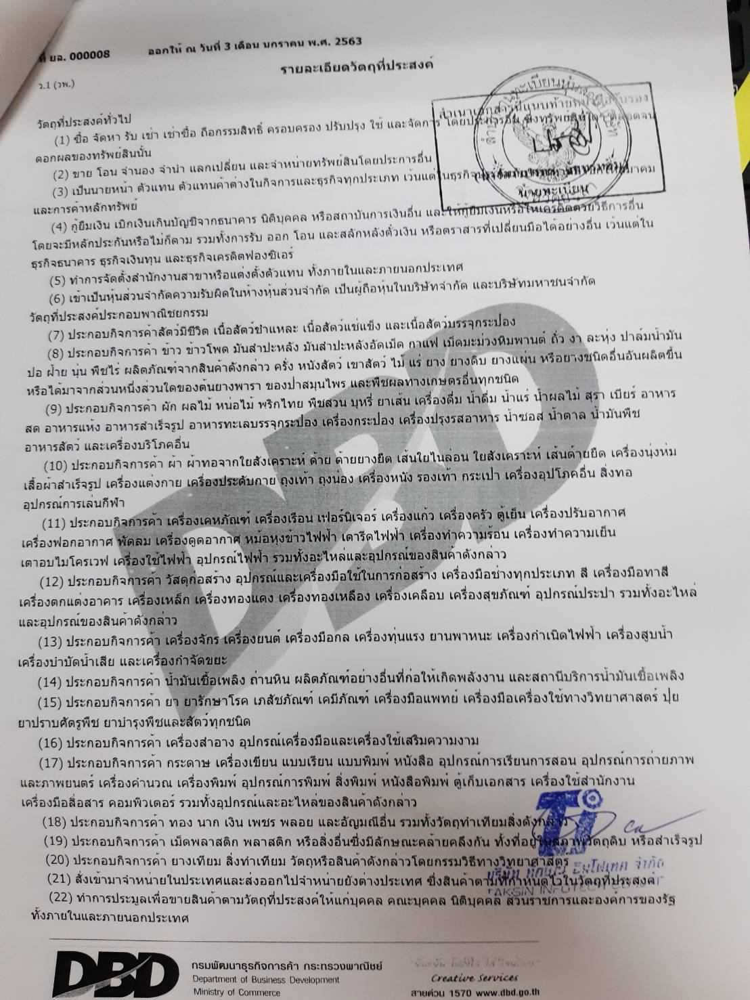 ที่ ยล. 000008 ออกให้ ณ วันที่ 3 เดือน มกราคม พ.ศ. 2563
รายละเอียดวัตถุที่ประสงค์
ว.1 (วพ.)
วัตถุที่ประสงค์ทั่วไป
(1) ซื้อ จัดหา รับ เช่า เช่าซื้อ ถือกรรมสิทธิ์ ครอบครอง ปรับปรุง ใช้ และจัดการ โดยประการอื่น ซึ่งทรัพย์สินใดๆ ตลอดจน
ดอกผลของทรัพย์สินนั้น
(2) ขาย โอน จำนอง จำนำ แลกเปลี่ยน และจำหน่ายทรัพย์สินโดยประการอื่น
(3) เป็นนายหน้า ตัวแทน ตัวแทนค้าต่างในกิจการและธุรกิจทุกประเภท เว้นแต่ในธุรกิจ สมาคม
และการค้าหลักทรัพย์
(4) กู้ยืมเงิน เบิกเงินเกินบัญชีจากธนาคาร นิติบุคคล หรือสถาบันการเงินอื่น และให้กู้ยืมเงินหรือให้เครดิตด้วยวิธีการอื่น
โดยจะมีหลักประกันหรือไม่ก็ตาม รวมทั้งการรับ ออก โอน และสลักหลังตั๋วเงิน หรือตราสารที่เปลี่ยนมือได้อย่างอื่น เว้นแต่ใน
ธุรกิจธนาคาร ธุรกิจเงินทุน และธุรกิจเครดิตฟองซิเอร์
(5) ทำการจัดตั้งสำนักงานสาขาหรือแต่งตั้งตัวแทน ทั้งภายในและภายนอกประเทศ
(6) เข้าเป็นหุ้นส่วนจำกัดความรับผิดในห้างหุ้นส่วนจำกัด เป็นผู้ถือหุ้นในบริษัทจำกัด และบริษัทมหาชนจำกัด
วัตถุที่ประสงค์ประกอบพาณิชยกรรม
(7) ประกอบกิจการค้าสัตว์มีชีวิต เนื้อสัตว์ชำแหละ เนื้อสัตว์แช่แข็ง และเนื้อสัตว์บรรจุกระป๋อง
(8) ประกอบกิจการค้า ข้าว ข้าวโพด มันสำปะหลัง มันสำปะหลังอัดเม็ด กาแฟ เม็ดมะม่วงหิมพานต์ ถั่ว งา ละหุ่ง ปาล์มน้ำมัน
ปอ ฝ้าย นุ่น พืชไร่ ผลิตภัณฑ์จากสินค้าดังกล่าว ครั่ง หนังสัตว์ เขาสัตว์ ไม้ แร่ ยาง ยางดิบ ยางแผ่น หรือยางชนิดอื่นอันผลิตขึ้น
หรือได้มาจากส่วนหนึ่งส่วนใดของต้นยางพารา ของป่าสมุนไพร และพืชผลทางเกษตรอื่นทุกชนิด
(9) ประกอบกิจการค้า ผัก ผลไม้ หน่อไม้ พริกไทย พืชสวน บุหรี่ ยาเส้น เครื่องดื่ม น้ำดื่ม น้ำแร่ น้ำผลไม้ สุรา เบียร์ อาหาร
สด อาหารแห้ง อาหารสำเร็จรูป อาหารทะเลบรรจุกระป๋อง เครื่องกระป๋อง เครื่องปรุงรสอาหาร น้ำซอส น้ำตาล น้ำมันพืช
อาหารสัตว์ และเครื่องบริโภคอื่น
(10) ประกอบกิจการค้า ผ้า ผ้าทอจากใยสังเคราะห์ ด้าย ด้ายยางยืด เส้นใยไนล่อน ใยสังเคราะห์ เส้นด้ายยืด เครื่องนุ่งห่ม
เสื้อผ้าสำเร็จรูป เครื่องแต่งกาย เครื่องประดับกาย ถุงเท้า ถุงน่อง เครื่องหนัง รองเท้า กระเป๋า เครื่องอุปโภคอื่น สิ่งทอ
อุปกรณ์การเล่นกีฬา
(11) ประกอบกิจการค้า เครื่องเคหภัณฑ์ เครื่องเรือน เฟอร์นิเจอร์ เครื่องแก้ว เครื่องครัว ตู้เย็น เครื่องปรับอากาศ
เครื่องฟอกอากาศ พัดลม เครื่องดูดอากาศ หม้อหุงข้าวไฟฟ้า เตารีดไฟฟ้า เครื่องทำความร้อน เครื่องทำความเย็น
เตาอบไมโครเวฟ เครื่องใช้ไฟฟ้า อุปกรณ์ไฟฟ้า รวมทั้งอะไหล่และอุปกรณ์ของสินค้าดังกล่าว
(12) ประกอบกิจการค้า วัสดุก่อสร้าง อุปกรณ์และเครื่องมือใช้ในการก่อสร้าง เครื่องมือช่างทุกประเภท สี เครื่องมือทาสี
เครื่องตกแต่งอาคาร เครื่องเหล็ก เครื่องทองแดง เครื่องทองเหลือง เครื่องเคลือบ เครื่องสุขภัณฑ์ อุปกรณ์ประปา รวมทั้งอะไหล่
และอุปกรณ์ของสินค้าดังกล่าว
(13) ประกอบกิจการค้า เครื่องจักร เครื่องยนต์ เครื่องมือกล เครื่องทุ่นแรง ยานพาหนะ เครื่องกำเนิดไฟฟ้า เครื่องสูบน้ำ
เครื่องบำบัดน้ำเสีย และเครื่องกำจัดขยะ
(14) ประกอบกิจการค้า น้ำมันเชื้อเพลิง ถ่านหิน ผลิตภัณฑ์อย่างอื่นที่ก่อให้เกิดพลังงาน และสถานีบริการน้ำมันเชื้อเพลิง
(15) ประกอบกิจการค้า ยา ยารักษาโรค เภสัชภัณฑ์ เคมีภัณฑ์ เครื่องมือแพทย์ เครื่องมือเครื่องใช้ทางวิทยาศาสตร์ ปุ๋ย
ยาปราบศัตรูพืช ยาบำรุงพืชและสัตว์ทุกชนิด
(16) ประกอบกิจการค้า เครื่องสำอาง อุปกรณ์เครื่องมือและเครื่องใช้เสริมความงาม
(17) ประกอบกิจการค้า กระดาษ เครื่องเขียน แบบเรียน แบบพิมพ์ หนังสือ อุปกรณ์การเรียนการสอน อุปกรณ์การถ่ายภาพ
และภาพยนตร์ เครื่องคำนวณ เครื่องพิมพ์ อุปกรณ์การพิมพ์ สิ่งพิมพ์ หนังสือพิมพ์ ตู้เก็บเอกสาร เครื่องใช้สำนักงาน
เครื่องมือสื่อสาร คอมพิวเตอร์ รวมทั้งอุปกรณ์และอะไหล่ของสินค้าดังกล่าว
(18) ประกอบกิจการค้า ทอง นาก เงิน เพชร พลอย และอัญมณีอื่น รวมทั้งวัตถุทำเทียมสิ่งดังกล่าว
(19) ประกอบกิจการค้า เม็ดพลาสติก พลาสติก หรือสิ่งอื่นซึ่งมีลักษณะคล้ายคลึงกัน ทั้งที่อยู่ในสภาพวัตถุดิบ หรือสำเร็จรูป
(20) ประกอบกิจการค้า ยางเทียม สิ่งทำเทียม วัตถุหรือสินค้าดังกล่าวโดยกรรมวิธีทางวิทยาศาสตร์
บริษัท ทักษิณ อินโฟเทค จำกัด
(21) สั่งเข้ามาจำหน่ายในประเทศและส่งออกไปจำหน่ายยังต่างประเทศ ซึ่งสินค้าตามที่กำหนดไว้ในวัตถุที่ประสงค์
(22) ทำการประมูลเพื่อขายสินค้าตามวัตถุที่ประสงค์ให้แก่บุคคล คณะบุคคล นิติบุคคล ส่วนราชการและองค์การของรัฐ
ทั้งภายในและภายนอกประเทศ
DBD
กรมพัฒนาธุรกิจการค้า กระทรวงพาณิชย์
Department of Business Development
Ministry of Commerce
Creative Services
สายด่วน 1570 www.dbd.go.th